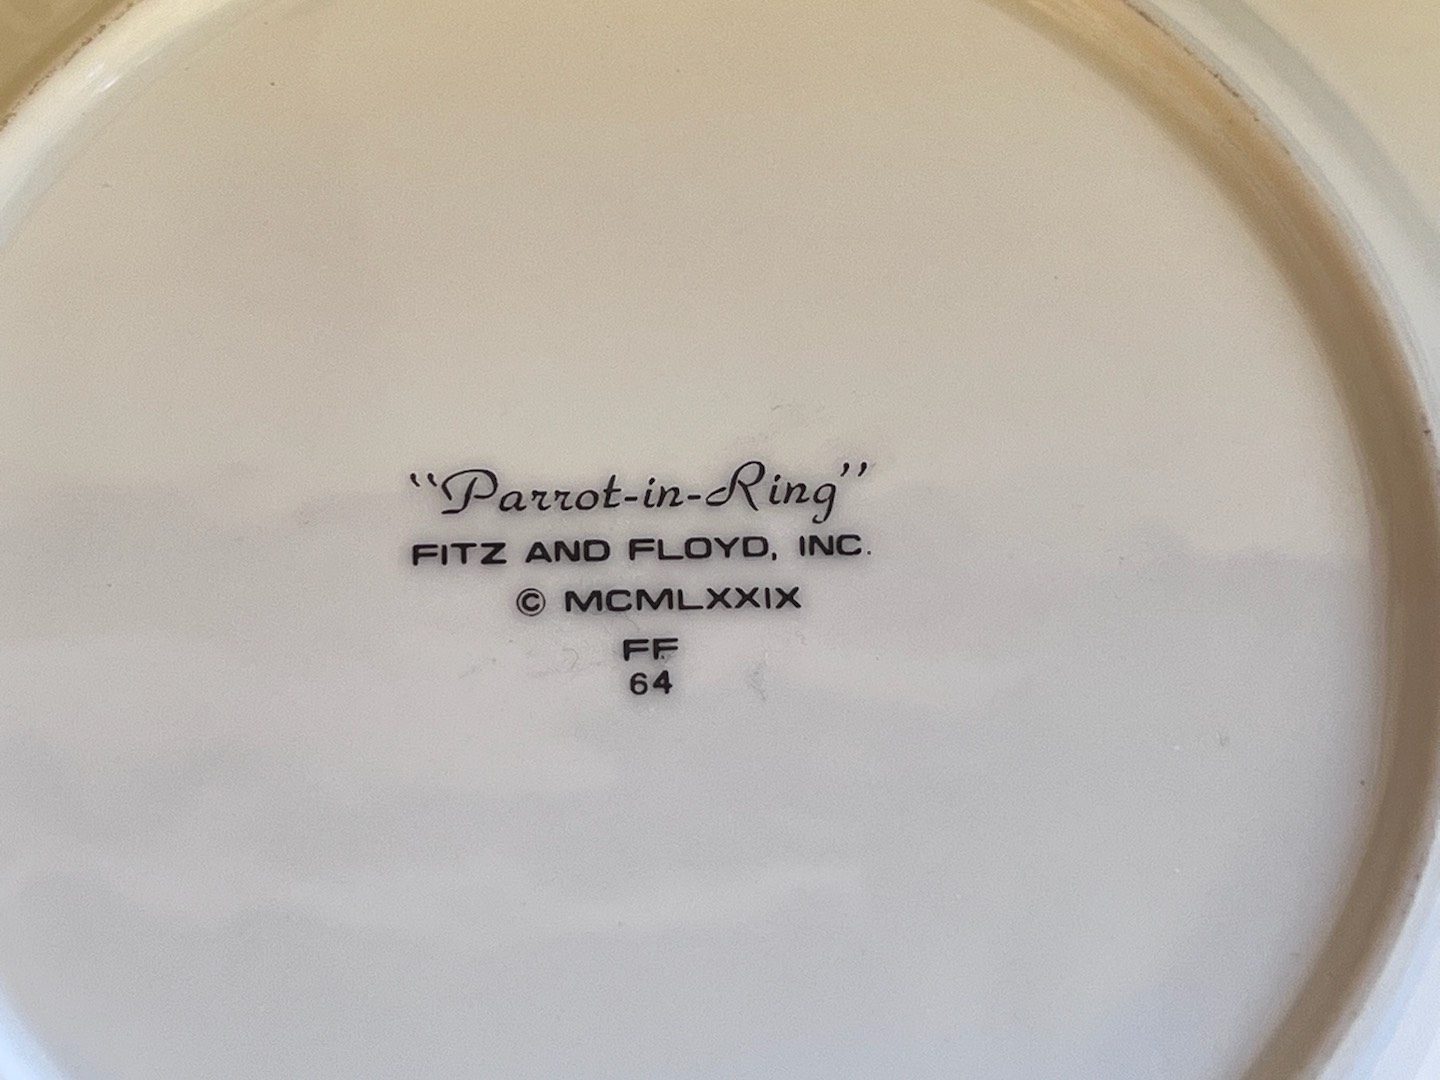 “Parrot-in-Ring”
FITZ AND FLOYD, INC.
© MCMLXXIX
FF
64